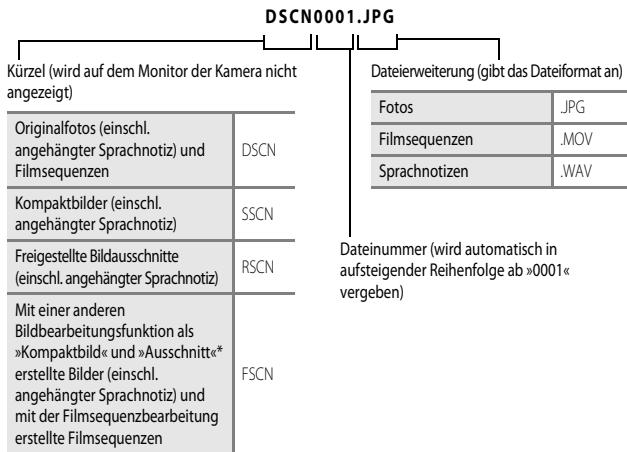 DSCN0001.JPG
Kürzel (wird auf dem Monitor der Kamera nicht
angezeigt)
Originalfotos (einschl.
angehängter Sprachnotiz) und
Filmsequenzen
DSCN
Kompaktbilder (einschl.
angehängter Sprachnotiz)
SSCN
Freigestellte Bildausschnitte
(einschl. angehängter Sprachnotiz)
RSCN
Mit einer anderen
Bildbearbeitungsfunktion als
»Kompaktbild« und »Ausschnitt«*
erstellte Bilder (einschl.
angehängter Sprachnotiz) und
mit der Filmsequenzbearbeitung
erstellte Filmsequenzen
FSCN
Dateierweiterung (gibt das Dateiformat an)
Fotos .JPG
Filmsequenzen .MOV
Sprachnotizen .WAV
Dateinummer (wird automatisch in
aufsteigender Reihenfolge ab »0001«
vergeben)